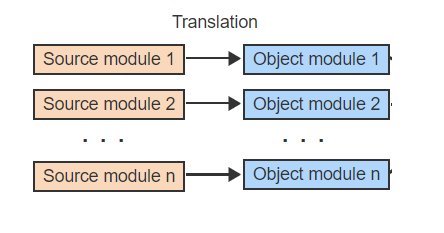 Translation
Source module 1
Object module 1
Source module 2
Object module 2
. . .
. . .
Source module n
Object module n